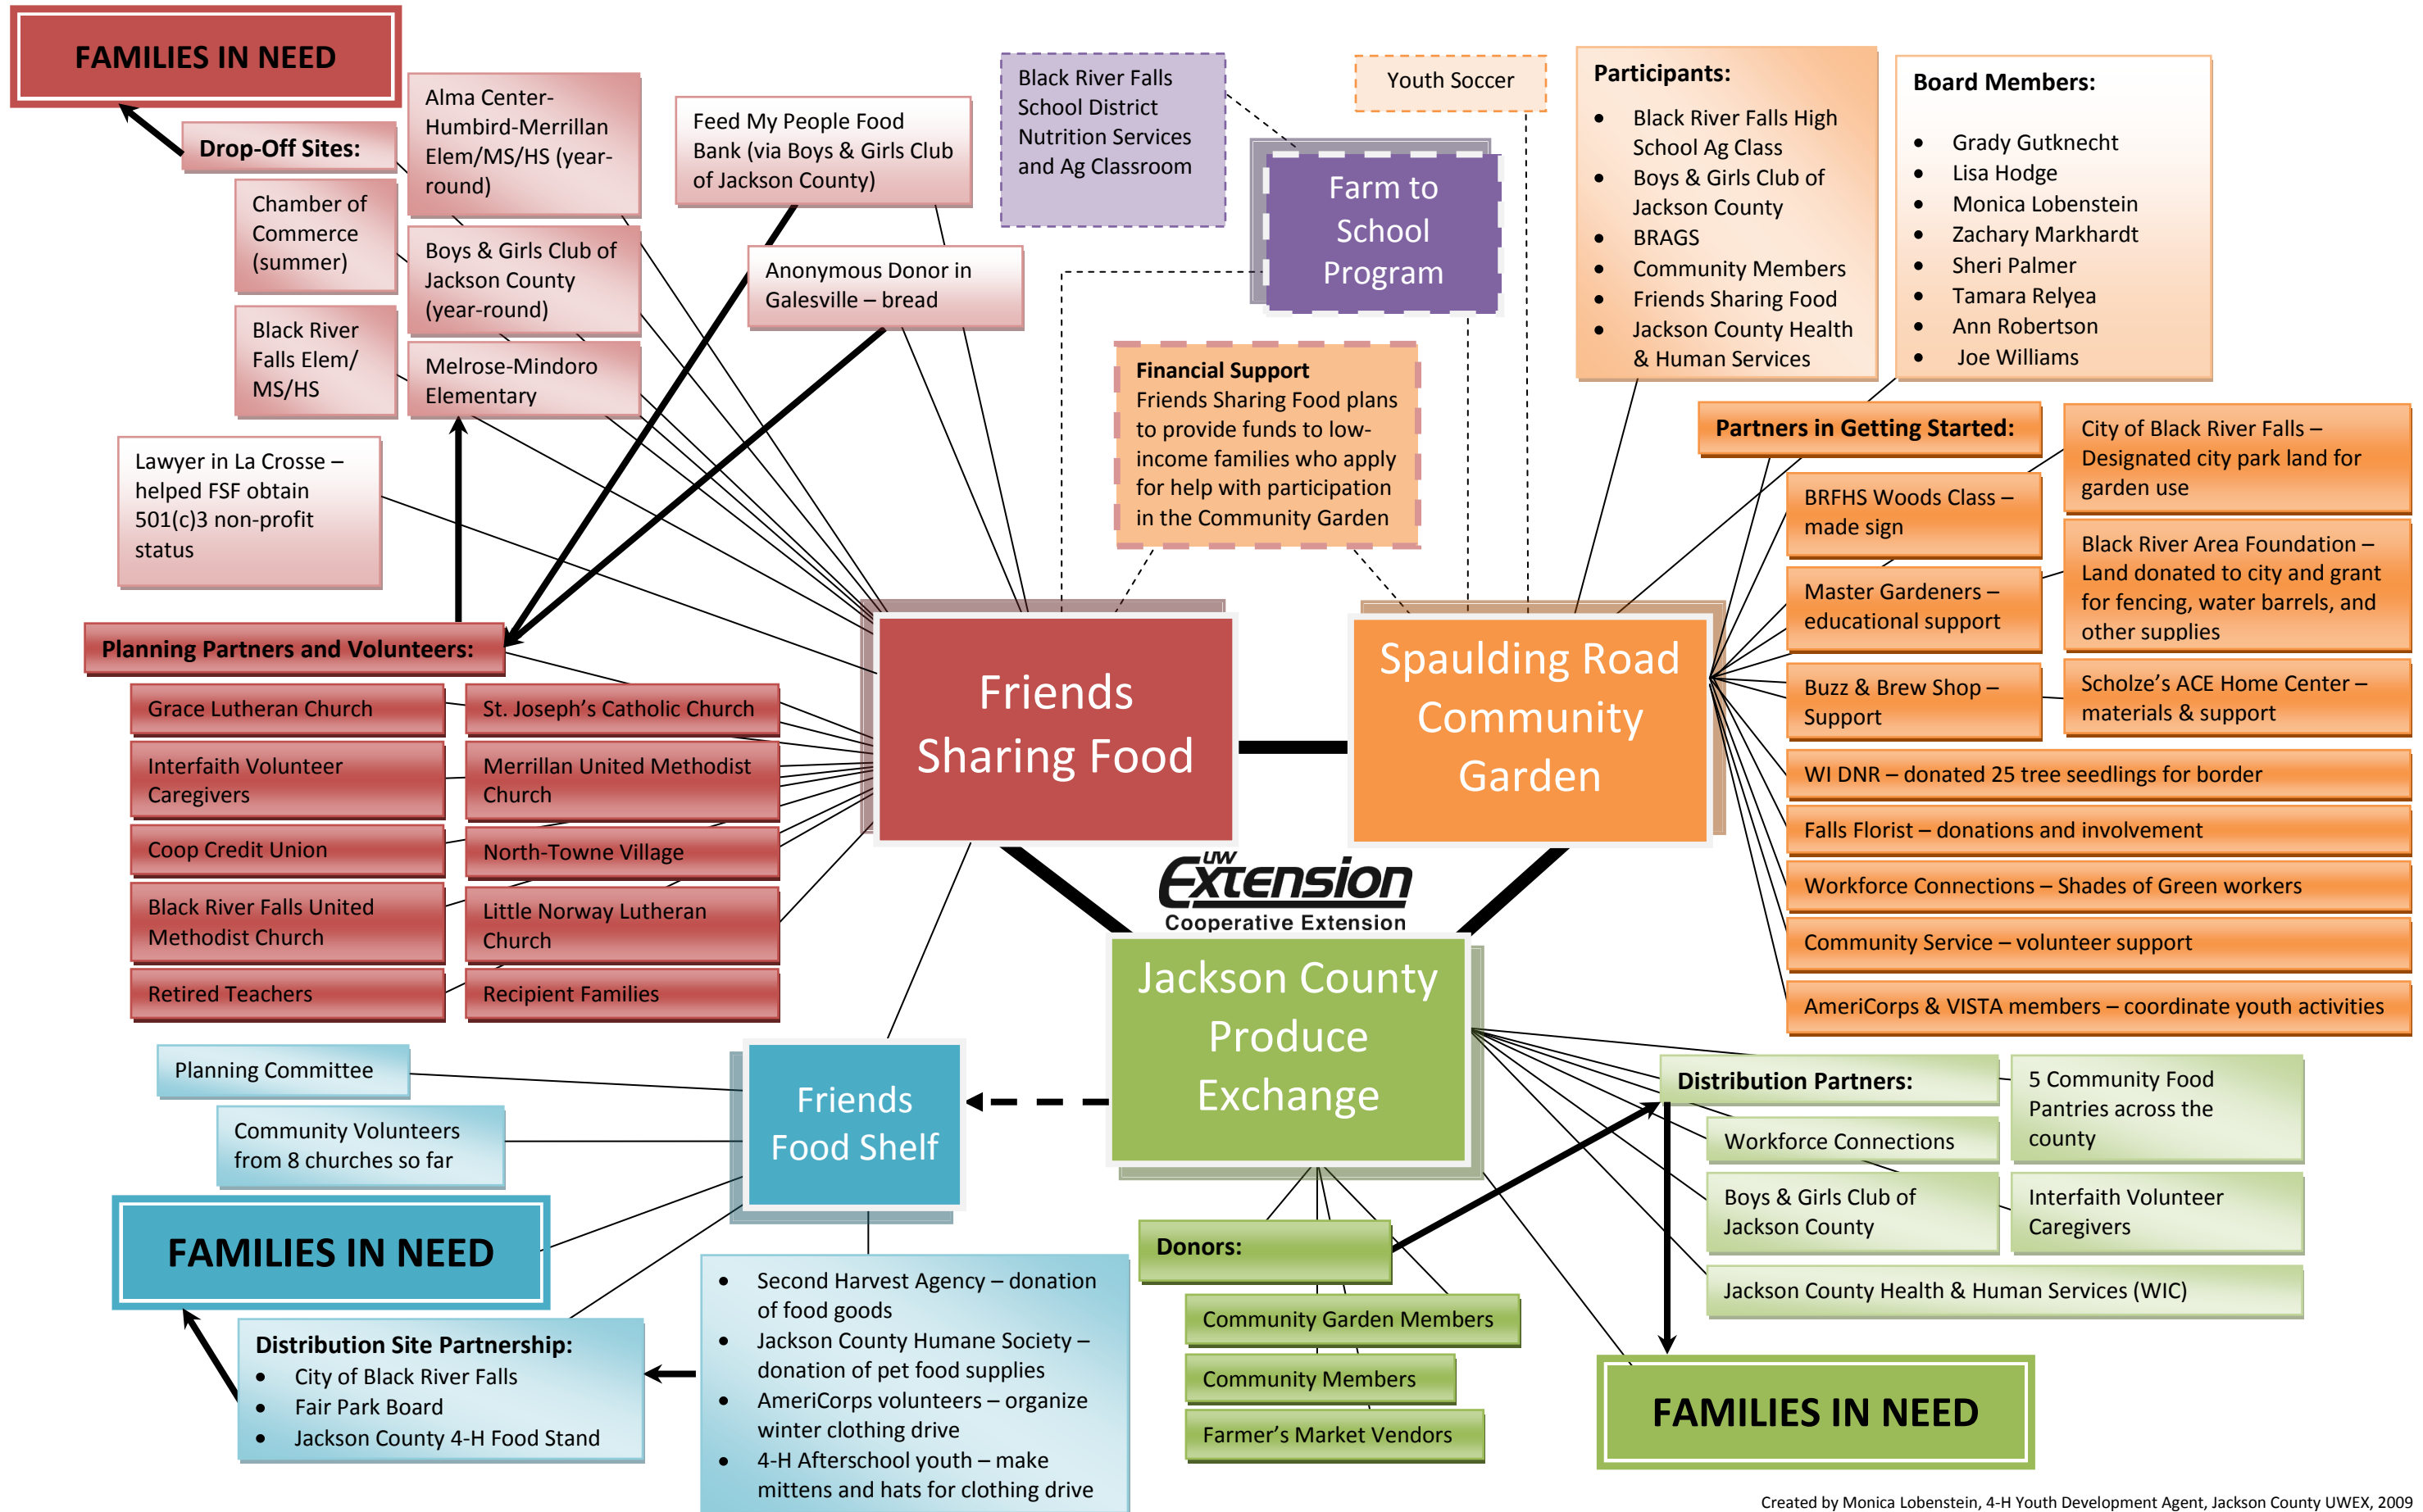 FAMILIES IN NEED
Drop-Off Sites:
Alma Center-
Humbird-Merrillan
Elem/MS/HS (year-
round)
Chamber of
Commerce
(summer)
Boys & Girls Club of
Jackson County
(year-round)
Black River
Falls Elem/
MS/HS
Melrose-Mindoro
Elementary
Feed My People Food
Bank (via Boys & Girls Club
of Jackson County)
Anonymous Donor in
Galesville – bread
Lawyer in La Crosse –
helped FSF obtain
501(c)3 non-profit
status
Black River Falls
School District
Nutrition Services
and Ag Classroom
Farm to
School
Program
Youth Soccer
Financial Support
Friends Sharing Food plans
to provide funds to low-
income families who apply
for help with participation
in the Community Garden
Participants:
• Black River Falls High
School Ag Class
• Boys & Girls Club of
Jackson County
• BRAGS
• Community Members
• Friends Sharing Food
• Jackson County Health
& Human Services
Board Members:
• Grady Gutknecht
• Lisa Hodge
• Monica Lobenstein
• Zachary Markhardt
• Sheri Palmer
• Tamara Relyea
• Ann Robertson
• Joe Williams
Partners in Getting Started:
City of Black River Falls –
Designated city park land for
garden use
BRFHS Woods Class –
made sign
Black River Area Foundation –
Land donated to city and grant
for fencing, water barrels, and
other supplies
Master Gardeners –
educational support
Buzz & Brew Shop –
Support
Scholze’s ACE Home Center –
materials & support
WI DNR – donated 25 tree seedlings for border
Falls Florist – donations and involvement
Workforce Connections – Shades of Green workers
Community Service – volunteer support
AmeriCorps & VISTA members – coordinate youth activities
Planning Partners and Volunteers:
Grace Lutheran Church
St. Joseph’s Catholic Church
Interfaith Volunteer
Caregivers
Merrillan United Methodist
Church
Coop Credit Union
North-Towne Village
Black River Falls United
Methodist Church
Little Norway Lutheran
Church
Retired Teachers
Recipient Families
Friends
Sharing Food
Spaulding Road
Community
Garden
UW
Extension
Cooperative Extension
Jackson County
Produce
Exchange
Friends
Food Shelf
Planning Committee
Community Volunteers
from 8 churches so far
FAMILIES IN NEED
Distribution Site Partnership:
• City of Black River Falls
• Fair Park Board
• Jackson County 4-H Food Stand
• Second Harvest Agency – donation
of food goods
• Jackson County Humane Society –
donation of pet food supplies
• AmeriCorps volunteers – organize
winter clothing drive
• 4-H Afterschool youth – make
mittens and hats for clothing drive
Donors:
Community Garden Members
Community Members
Farmer’s Market Vendors
Distribution Partners:
5 Community Food
Pantries across the
county
Workforce Connections
Boys & Girls Club of
Jackson County
Interfaith Volunteer
Caregivers
Jackson County Health & Human Services (WIC)
FAMILIES IN NEED
Created by Monica Lobenstein, 4-H Youth Development Agent, Jackson County UWEX, 2009